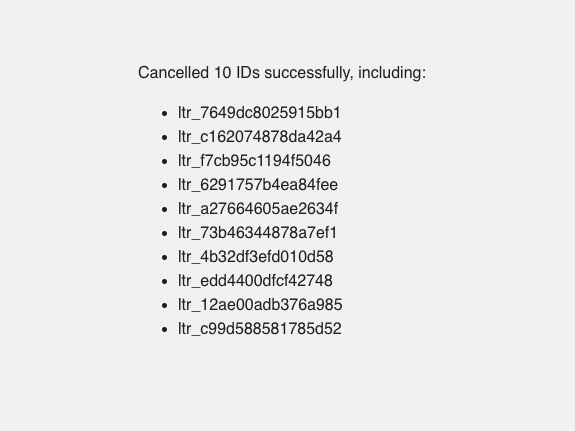 Cancelled 10 IDs successfully, including:
ltr_7649dc8025915bb1
ltr_c162074878da42a4
ltr_f7cb95c1194f5046
ltr_6291757b4ea84fee
ltr_a27664605ae2634f
ltr_73b46344878a7ef1
ltr_4b32df3efd010d58
ltr_edd4400dfcf42748
ltr_12ae00adb376a985
ltr_c99d588581785d52